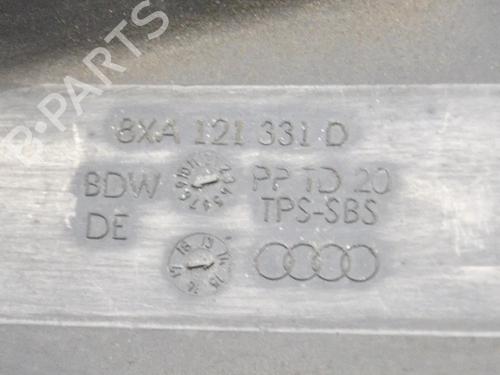 B-PARTS
8XA 121 331 D
BDW PP TD 20
DE TPS-SBS